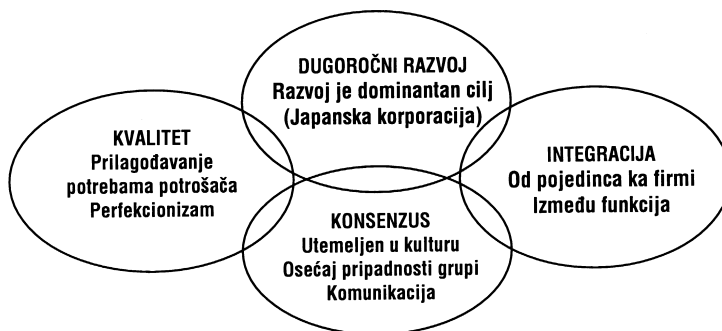 DUGOROČNI RAZVOJ
Razvoj je dominantan cilj
(Japanska korporacija)
KVALITET
Prilagođavanje
potrebama potrošača
Perfekcionizam
INTEGRACIJA
Od pojedinca ka firmi
Između funkcija
KONSENZUS
Utemeljen u kulturu
Osećaj pripadnosti grupi
Komunikacija